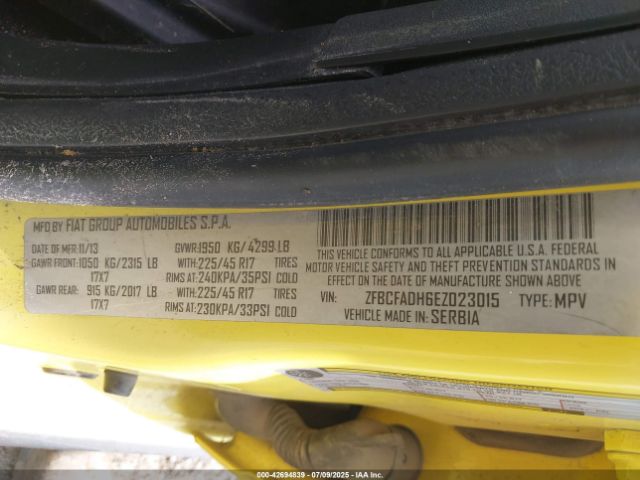 MFD BY FIAT GROUP AUTOMOBILES S.P.A.
DATE OF MFR 11/13 GVWR:1950 KG/4299 LB
GAWR FRONT:1050 KG/2315 LB WITH=225/45 R17 TIRES
17X7 RIMS AT:240KPA/35PSI COLD
GAWR REAR: 915 KG/2017 LB WITH=225/45 R17 TIRES
17X7 RIMS AT:230KPA/33PSI COLD
THIS VEHICLE CONFORMS TO ALL APPLICABLE U.S.A. FEDERAL
MOTOR VEHICLE SAFETY, BUMPER, AND THEFT PREVENTION STANDARDS IN
EFFECT ON THE DATE OF MANUFACTURE SHOWN ABOVE
VIN: ZFBCFADH6EZ023015 TYPE: MPV
VEHICLE MADE IN: SERBIA
000-42694839 | 07/09/2025 | IAA Inc.